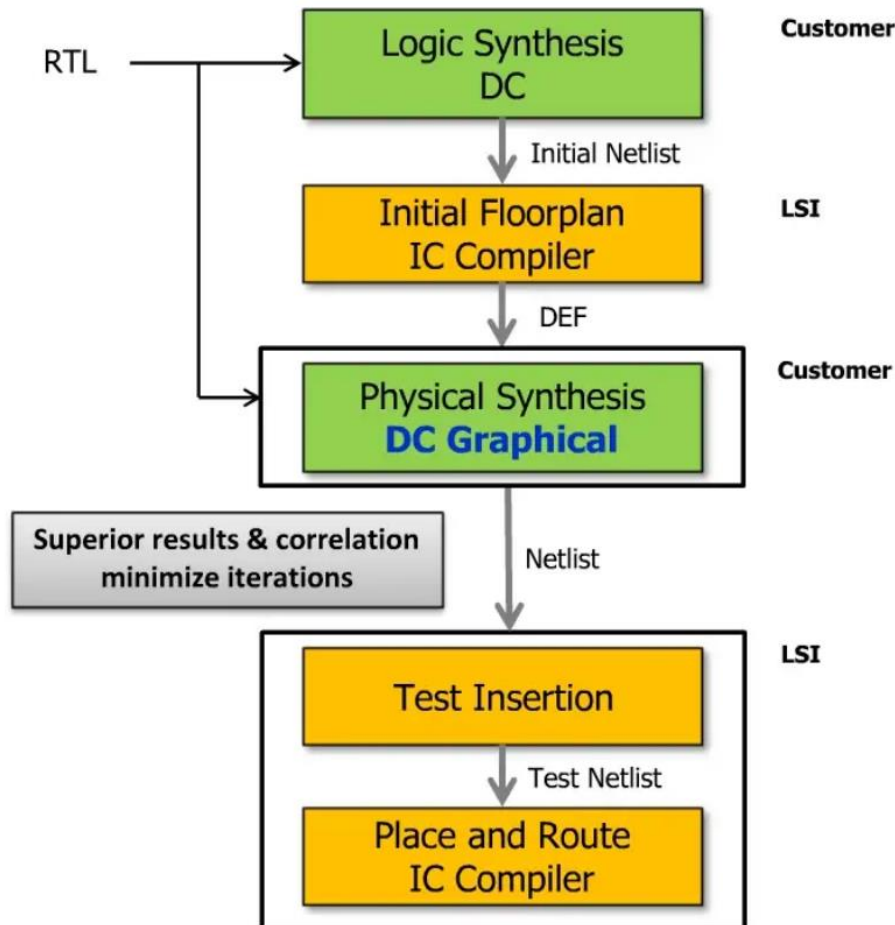 Customer
RTL
Logic Synthesis
DC
Initial Netlist
Initial Floorplan
IC Compiler
LSI
DEF
Customer
Physical Synthesis
DC Graphical
Superior results & correlation
minimize iterations
Netlist
LSI
Test Insertion
Test Netlist
Place and Route
IC Compiler